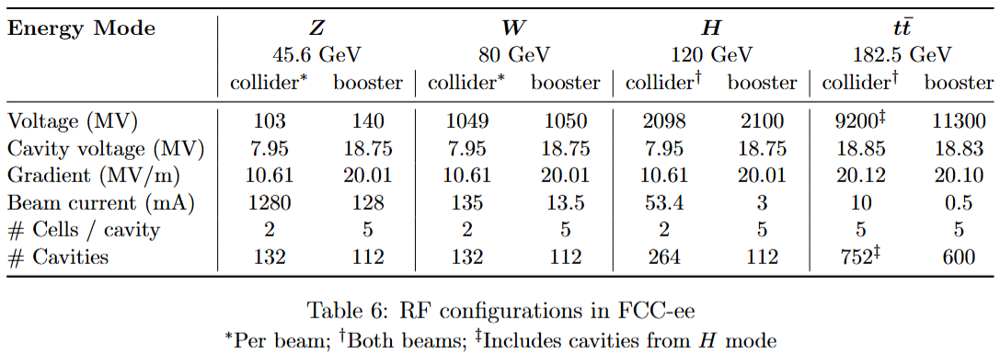 Energy Mode Z W H tt̄
45.6 GeV 80 GeV 120 GeV 182.5 GeV
collider* booster collider* booster collider† booster collider† booster
Voltage (MV) 103 140 1049 1050 2098 2100 9200‡ 11300
Cavity voltage (MV) 7.95 18.75 7.95 18.75 7.95 18.75 18.85 18.83
Gradient (MV/m) 10.61 20.01 10.61 20.01 10.61 20.01 20.12 20.10
Beam current (mA) 1280 128 135 13.5 53.4 3 10 0.5
# Cells / cavity 2 5 2 5 2 5 5 5
# Cavities 132 112 132 112 264 112 752‡ 600
Table 6: RF configurations in FCC-ee
*Per beam; †Both beams; ‡Includes cavities from H mode